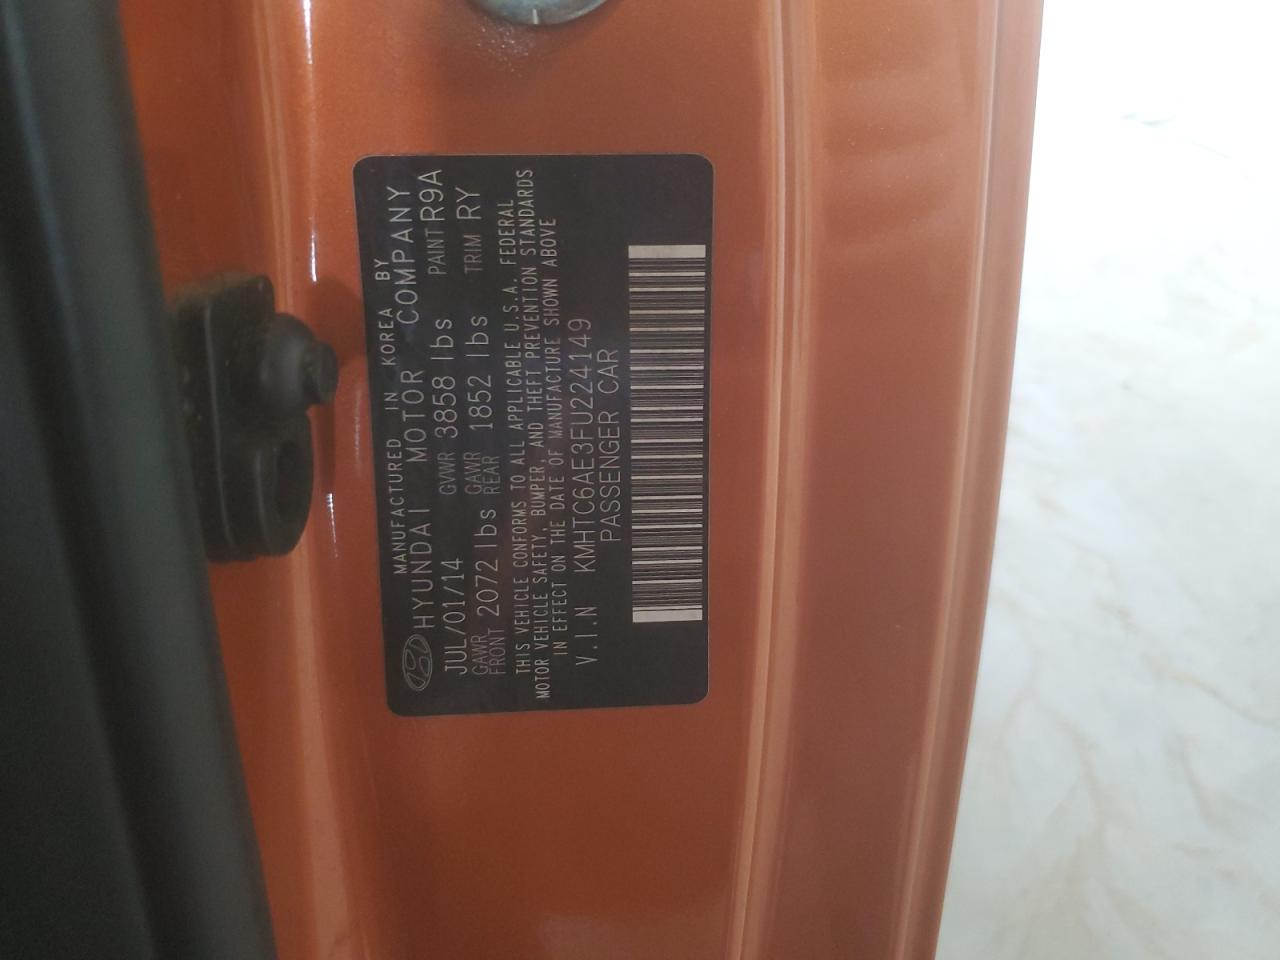 MANUFACTURED IN KOREA BY
HYUNDAI MOTOR COMPANY
JUL/01/14 GVWR 3858 lbs PAINT R9A
GAWR FRONT 2072 lbs GAWR REAR 1852 lbs TRIM RY
THIS VEHICLE CONFORMS TO ALL APPLICABLE U.S.A. FEDERAL
MOTOR VEHICLE SAFETY, BUMPER, AND THEFT PREVENTION STANDARDS
IN EFFECT ON THE DATE OF MANUFACTURE SHOWN ABOVE
V.I.N KMHTC6AE3FU224149
PASSENGER CAR